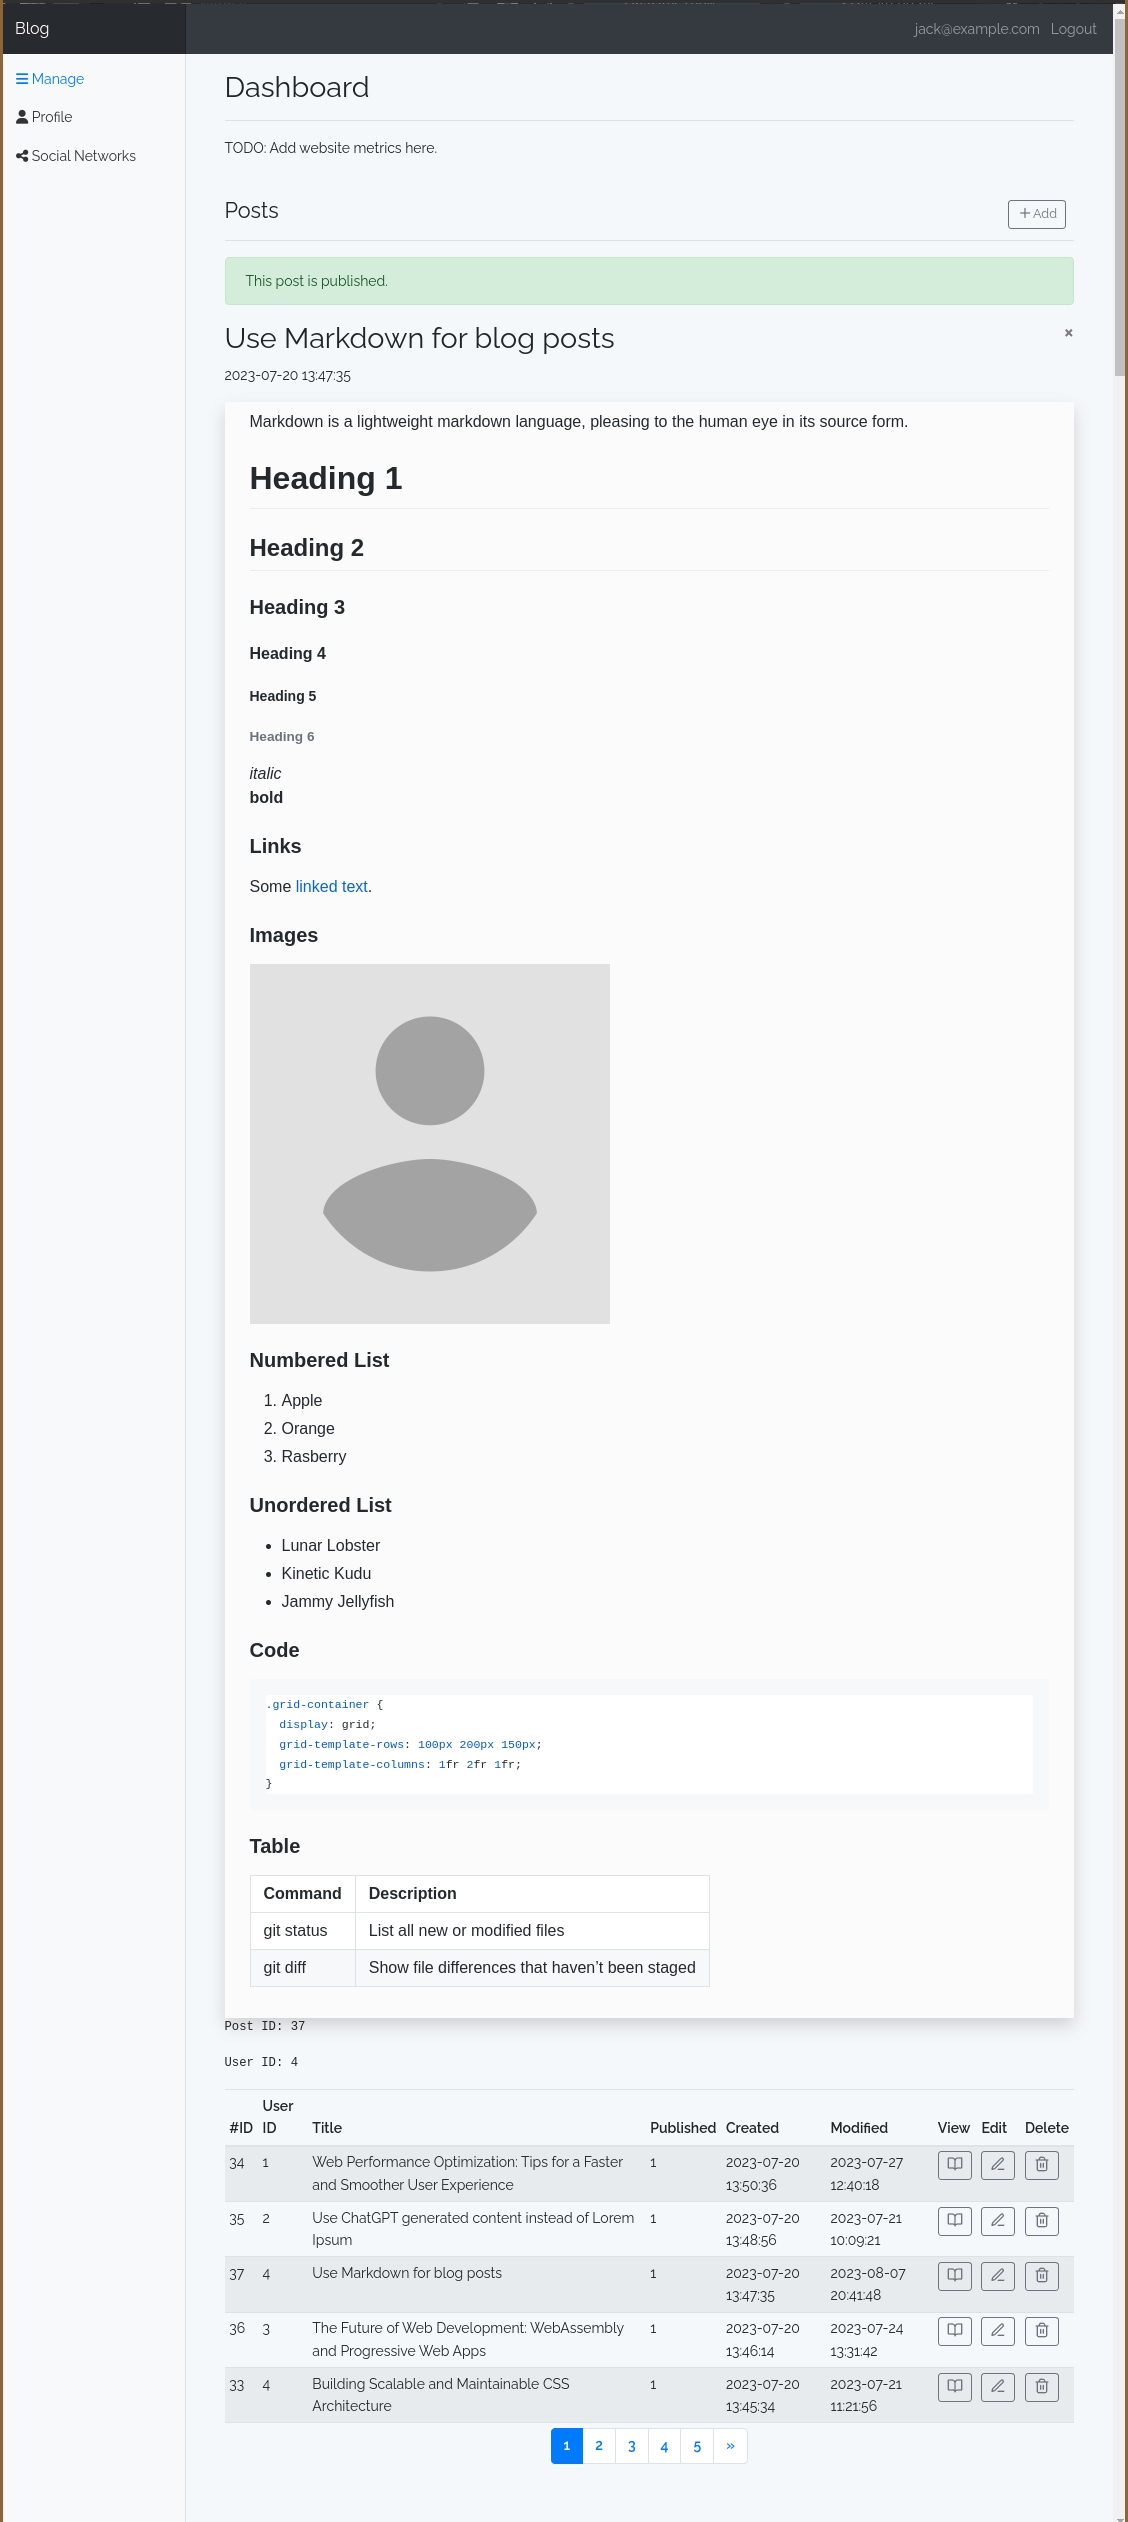 Blog
jack@example.com Logout
Manage
Profile
Social Networks
Dashboard
TODO: Add website metrics here.
Posts
+ Add
This post is published.
Use Markdown for blog posts
×
2023-07-20 13:47:35
Markdown is a lightweight markdown language, pleasing to the human eye in its source form.
Heading 1
Heading 2
Heading 3
Heading 4
Heading 5
Heading 6
italic
bold
Links
Some linked text.
Images
Numbered List
1. Apple
2. Orange
3. Rasberry
Unordered List
• Lunar Lobster
• Kinetic Kudu
• Jammy Jellyfish
Code
.grid-container {
  display: grid;
  grid-template-rows: 100px 200px 150px;
  grid-template-columns: 1fr 2fr 1fr;
}
Table
Command Description
git status List all new or modified files
git diff Show file differences that haven’t been staged
Post ID: 37
User ID: 4
User
#ID ID Title Published Created Modified View Edit Delete
34 1 Web Performance Optimization: Tips for a Faster 1 2023-07-20 2023-07-27
and Smoother User Experience 13:50:36 12:40:18
35 2 Use ChatGPT generated content instead of Lorem 1 2023-07-20 2023-07-21
Ipsum 13:48:56 10:09:21
37 4 Use Markdown for blog posts 1 2023-07-20 2023-08-07
13:47:35 20:41:48
36 3 The Future of Web Development: WebAssembly 1 2023-07-20 2023-07-24
and Progressive Web Apps 13:46:14 13:31:42
33 4 Building Scalable and Maintainable CSS 1 2023-07-20 2023-07-21
Architecture 13:45:34 11:21:56
1 2 3 4 5 »